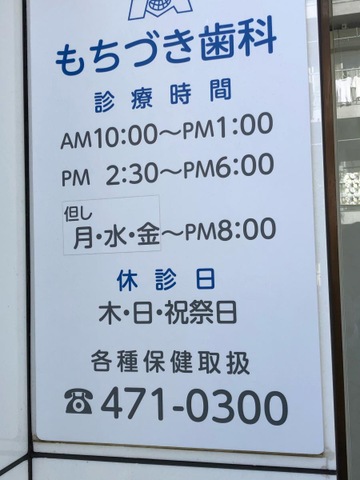 もちづき歯科
診療時間
AM10:00～PM1:00
PM 2:30～PM6:00
但し
月・水・金～PM8:00
休診日
木・日・祝祭日
各種保健取扱
☎471-0300